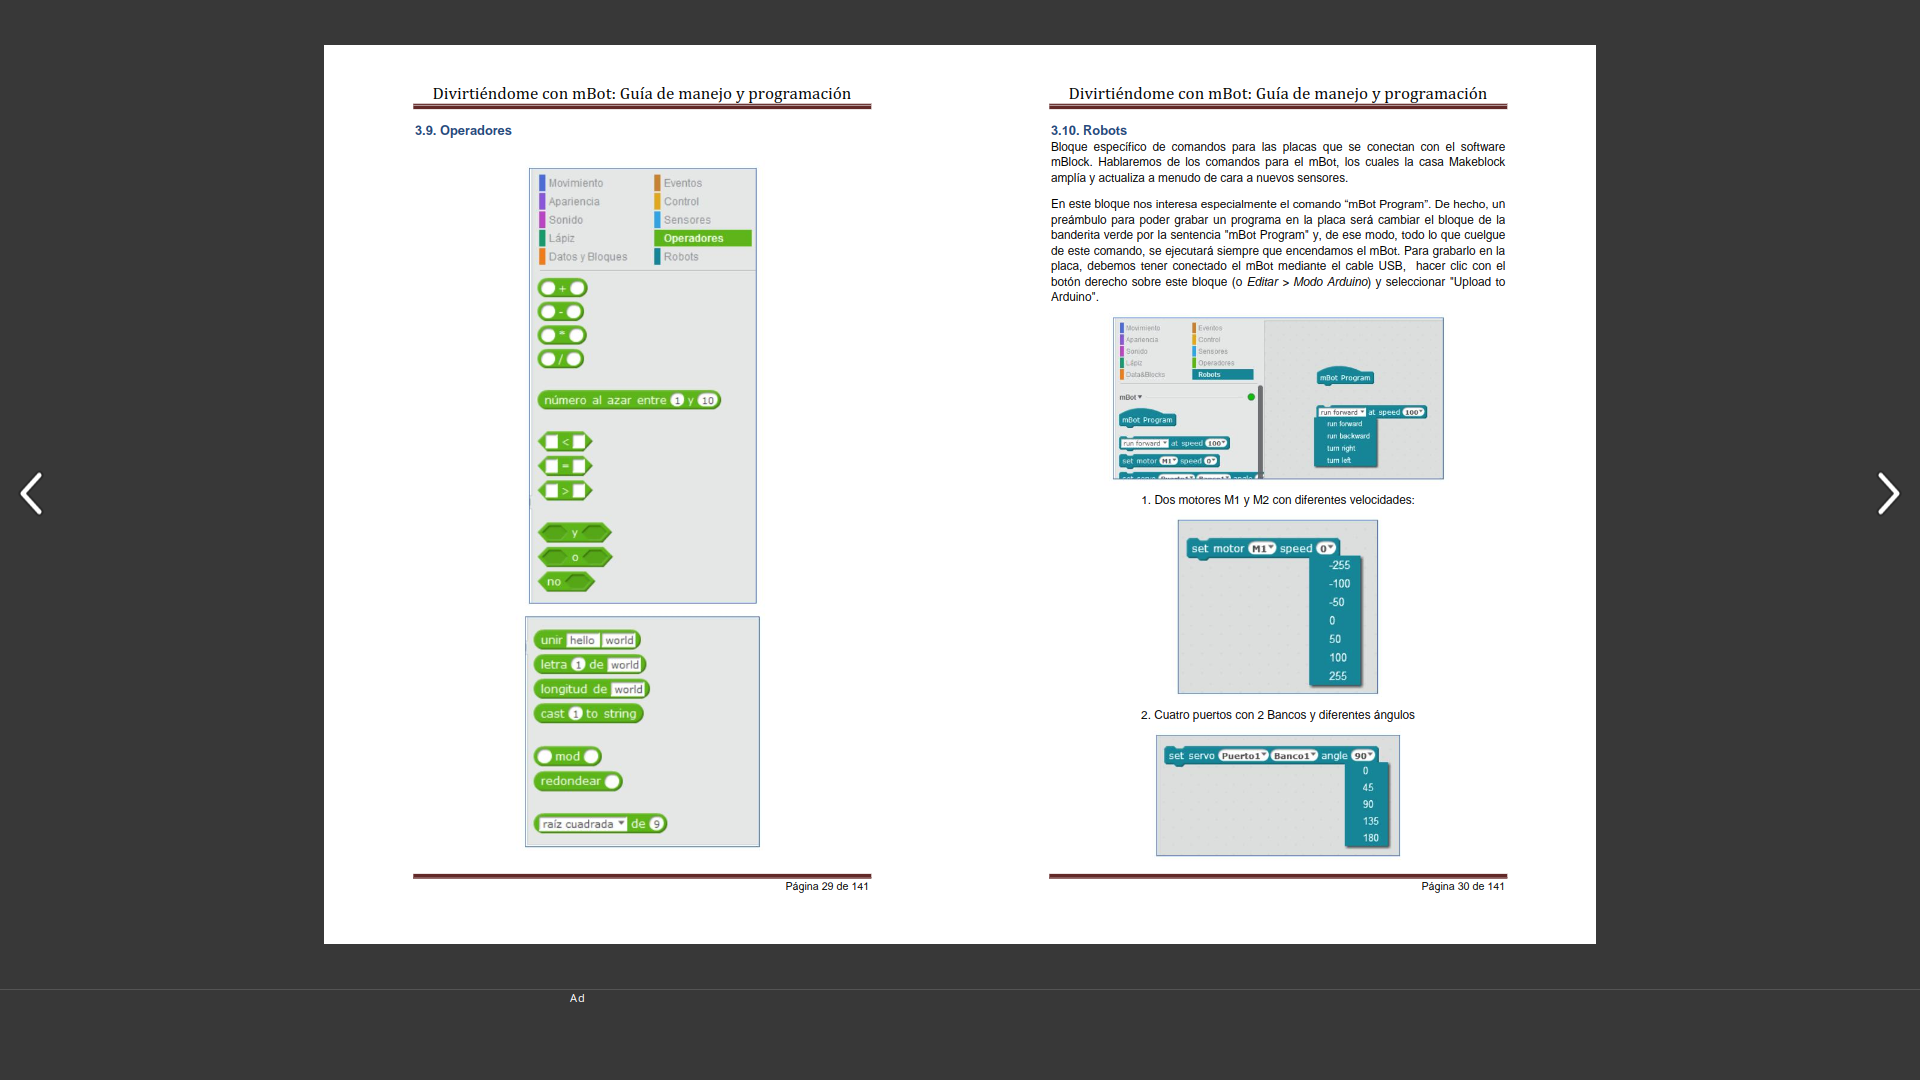 Divirtiéndome con mBot: Guía de manejo y programación
3.9. Operadores
Movimiento
Eventos
Apariencia
Control
Sonido
Sensores
Lápiz
Operadores
Datos y Bloques
Robots
+
-
*
/
número al azar entre 1 y 10
<
=
>
y
o
no
unir hello world
letra 1 de world
longitud de world
cast 1 to string
mod
redondear
raíz cuadrada de 9
Página 29 de 141
Divirtiéndome con mBot: Guía de manejo y programación
3.10. Robots
Bloque específico de comandos para las placas que se conectan con el software
mBlock. Hablaremos de los comandos para el mBot, los cuales la casa Makeblock
amplía y actualiza a menudo de cara a nuevos sensores.
En este bloque nos interesa especialmente el comando “mBot Program”. De hecho, un
preámbulo para poder grabar un programa en la placa será cambiar el bloque de la
banderita verde por la sentencia "mBot Program" y, de ese modo, todo lo que cuelgue
de este comando, se ejecutará siempre que encendamos el mBot. Para grabarlo en la
placa, debemos tener conectado el mBot mediante el cable USB, hacer clic con el
botón derecho sobre este bloque (o Editar > Modo Arduino) y seleccionar "Upload to
Arduino".
Movimiento
Eventos
Apariencia
Control
Sonido
Sensores
Lápiz
Operadores
Data&Blocks
Robots
mBot
mBot Program
run forward at speed 100
set motor M1 speed 0
mBot Program
run forward at speed 100
run forward
run backward
turn right
turn left
1. Dos motores M1 y M2 con diferentes velocidades:
set motor M1 speed 0
-255
-100
-50
0
50
100
255
2. Cuatro puertos con 2 Bancos y diferentes ángulos
set servo Puerto1 Banco1 angle 90
0
45
90
135
180
Página 30 de 141
Ad